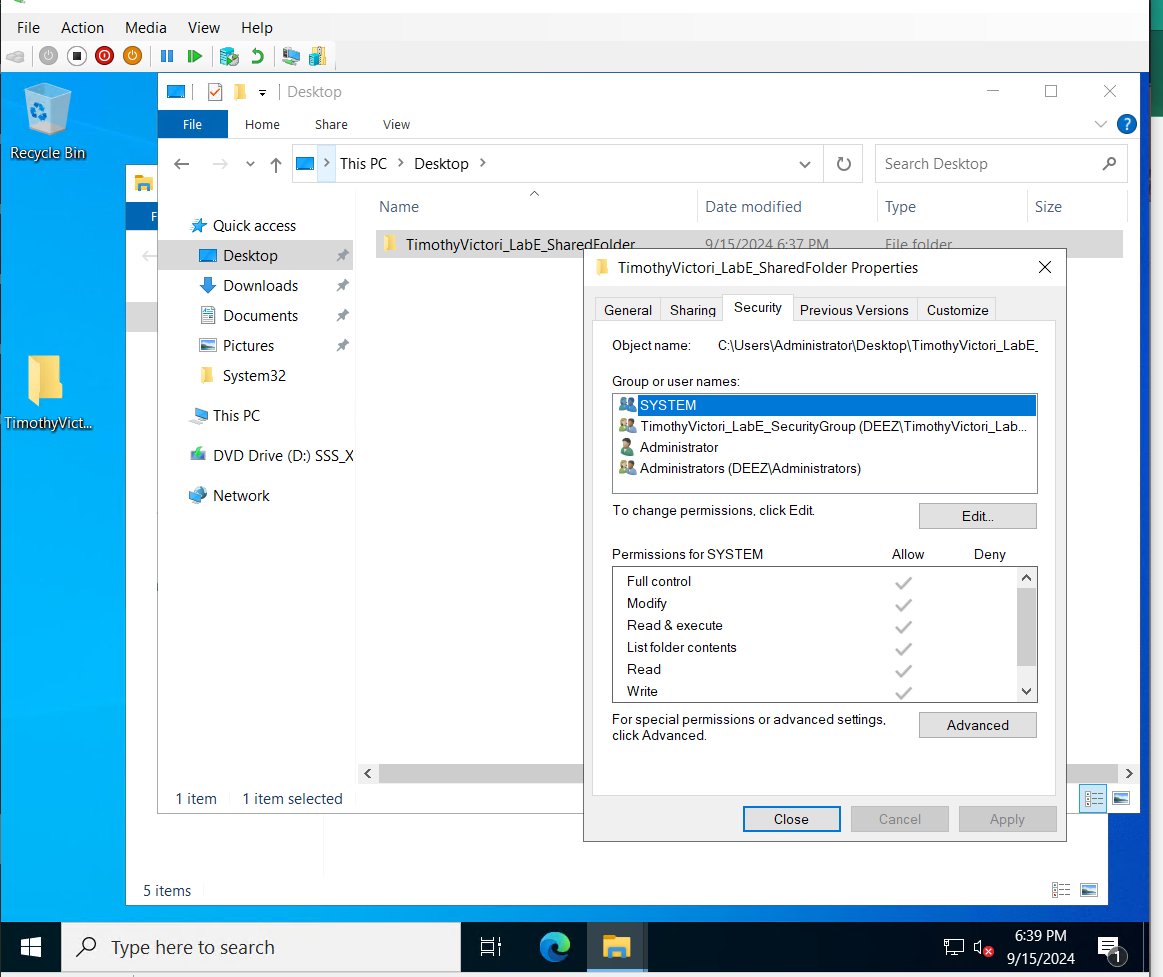 File Action Media View Help
Recycle Bin
TimothyVict...
Desktop
File Home Share View
?
This PC Desktop
Search Desktop
Name Date modified Type Size
Quick access
Desktop
Downloads
Documents
Pictures
System32
This PC
DVD Drive (D:) SSS_X
Network
TimothyVictori_LabE_SharedFolder 9/15/2024 6:37 PM File folder
1 item 1 item selected
F
5 items
TimothyVictori_LabE_SharedFolder Properties
General Sharing Security Previous Versions Customize
Object name: C:\Users\Administrator\Desktop\TimothyVictori_LabE_
Group or user names:
SYSTEM
TimothyVictori_LabE_SecurityGroup (DEEZ\TimothyVictori_Lab...
Administrator
Administrators (DEEZ\Administrators)
To change permissions, click Edit.
Edit...
Permissions for SYSTEM Allow Deny
Full control
Modify
Read & execute
List folder contents
Read
Write
For special permissions or advanced settings,
click Advanced.
Advanced
Close Cancel Apply
Type here to search
6:39 PM
9/15/2024
1